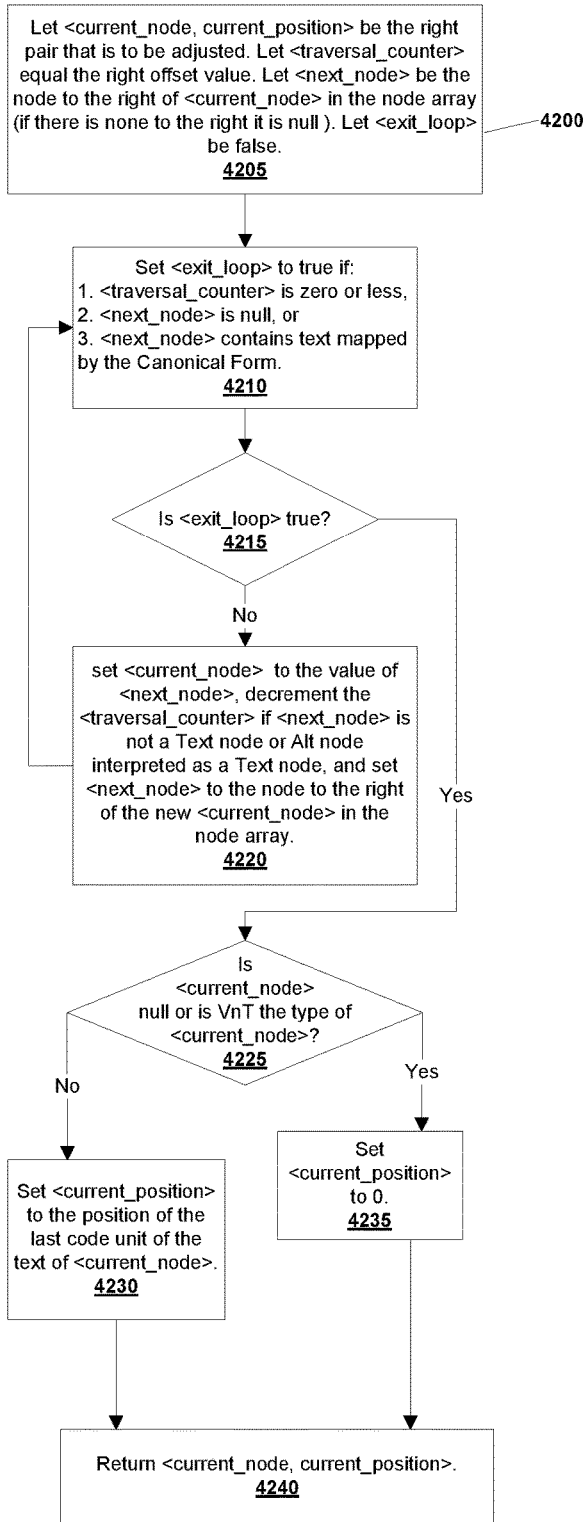 Let <current_node, current_position> be the right
pair that is to be adjusted. Let <traversal_counter>
equal the right offset value. Let <next_node> be the
node to the right of <current_node> in the node array
(if there is none to the right it is null ). Let <exit_loop>
be false.
4205
4200
Set <exit_loop> to true if:
1. <traversal_counter> is zero or less,
2. <next_node> is null, or
3. <next_node> contains text mapped
by the Canonical Form.
4210
Is <exit_loop> true?
4215
No
set <current_node> to the value of
<next_node>, decrement the
<traversal_counter> if <next_node> is
not a Text node or Alt node
interpreted as a Text node, and set
<next_node> to the node to the right
of the new <current_node> in the
node array.
4220
Yes
Is
<current_node>
null or is VnT the type of
<current_node>?
4225
No
Yes
Set <current_position>
to the position of the
last code unit of the
text of <current_node>.
4230
Set
<current_position>
to 0.
4235
Return <current_node, current_position>.
4240